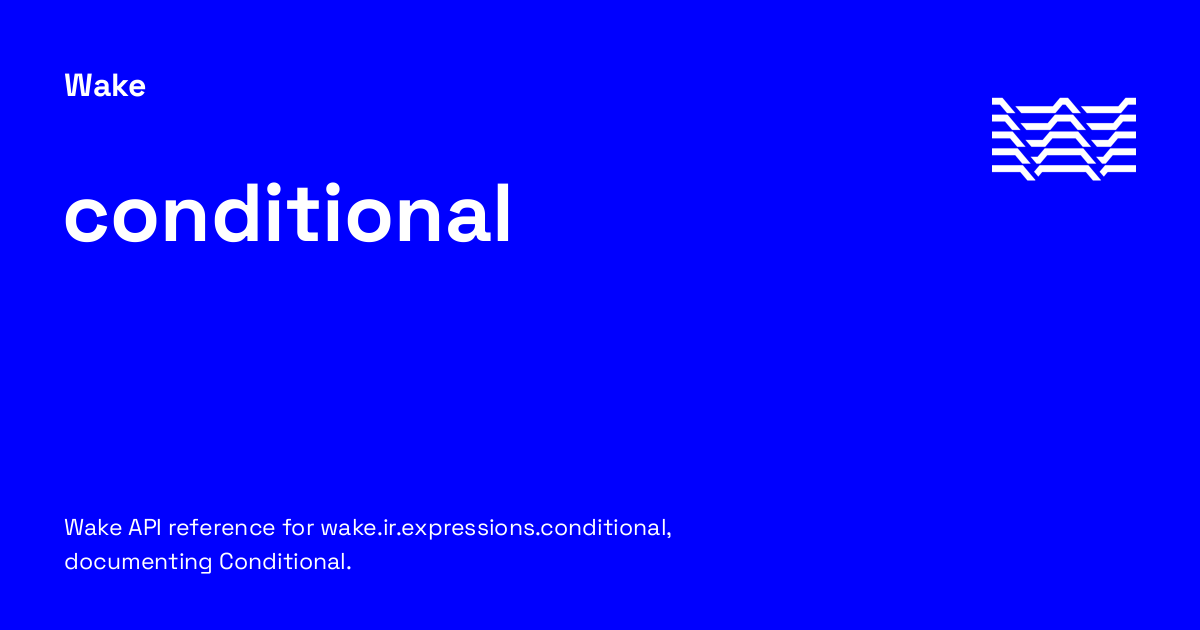 Wake
conditional
Wake API reference for wake.ir.expressions.conditional,
documenting Conditional.